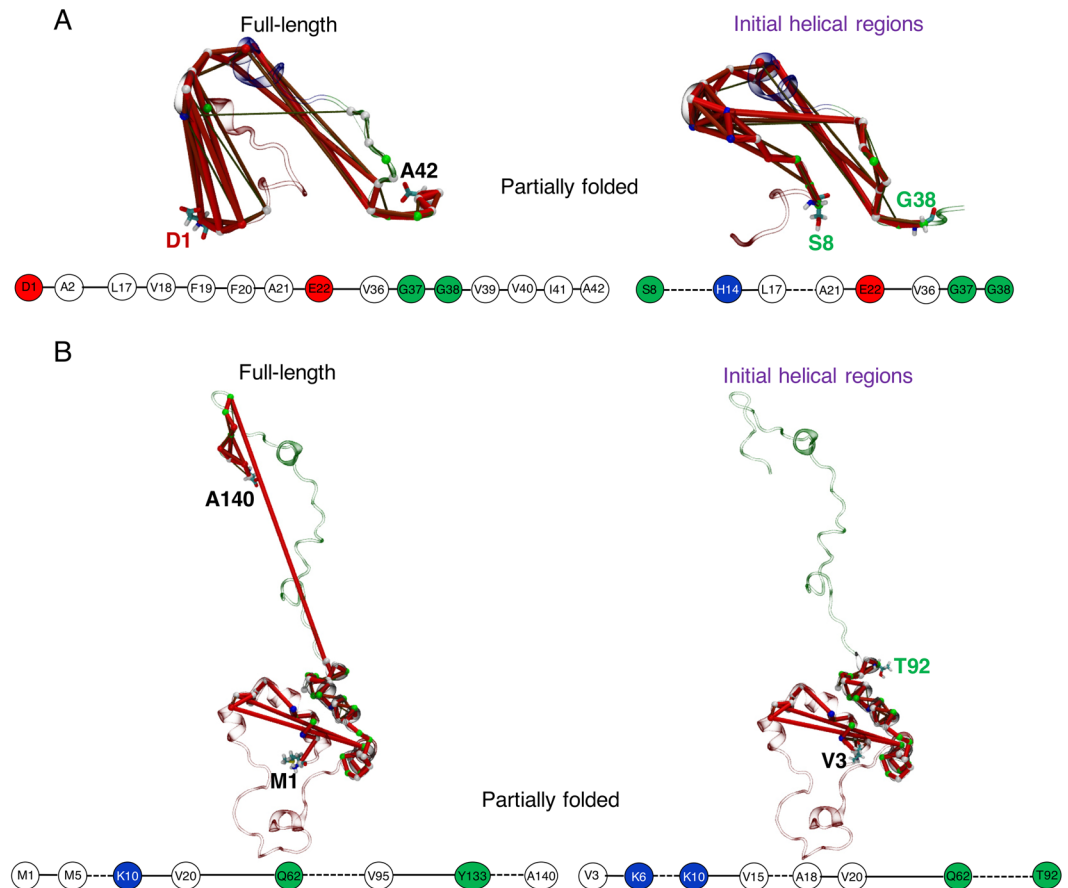 A
Full-length
Initial helical regions
A42
D1
Partially folded
G38
S8
D1 A2 L17 V18 F19 F20 A21 E22 V36 G37 G38 V39 V40 I41 A42
S8 H14 L17 A21 E22 V36 G37 G38
B
Full-length
Initial helical regions
A140
T92
M1
V3
Partially folded
M1 M5 K10 V20 Q62 V95 Y133 A140
V3 K6 K10 V15 A18 V20 Q62 T92